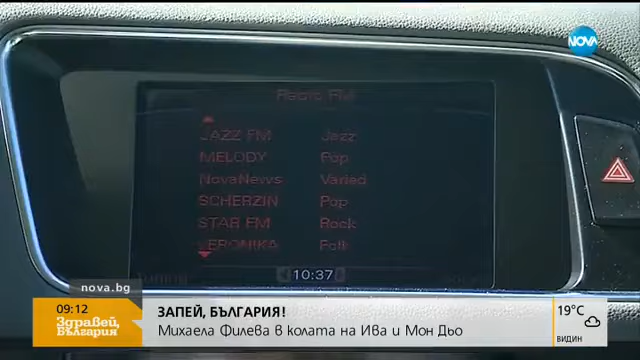 NOVA
Radio FM
JAZZ FM Jazz
MELODY Pop
NovaNews Varied
SCHERZIN Pop
STAR FM Rock
VERONIKA Folk
10:37
nova.bg
09:12
Здравей, България
ЗАПЕЙ, БЪЛГАРИЯ!
Михаела Филева в колата на Ива и Мон Дьо
19°C
ВИДИН